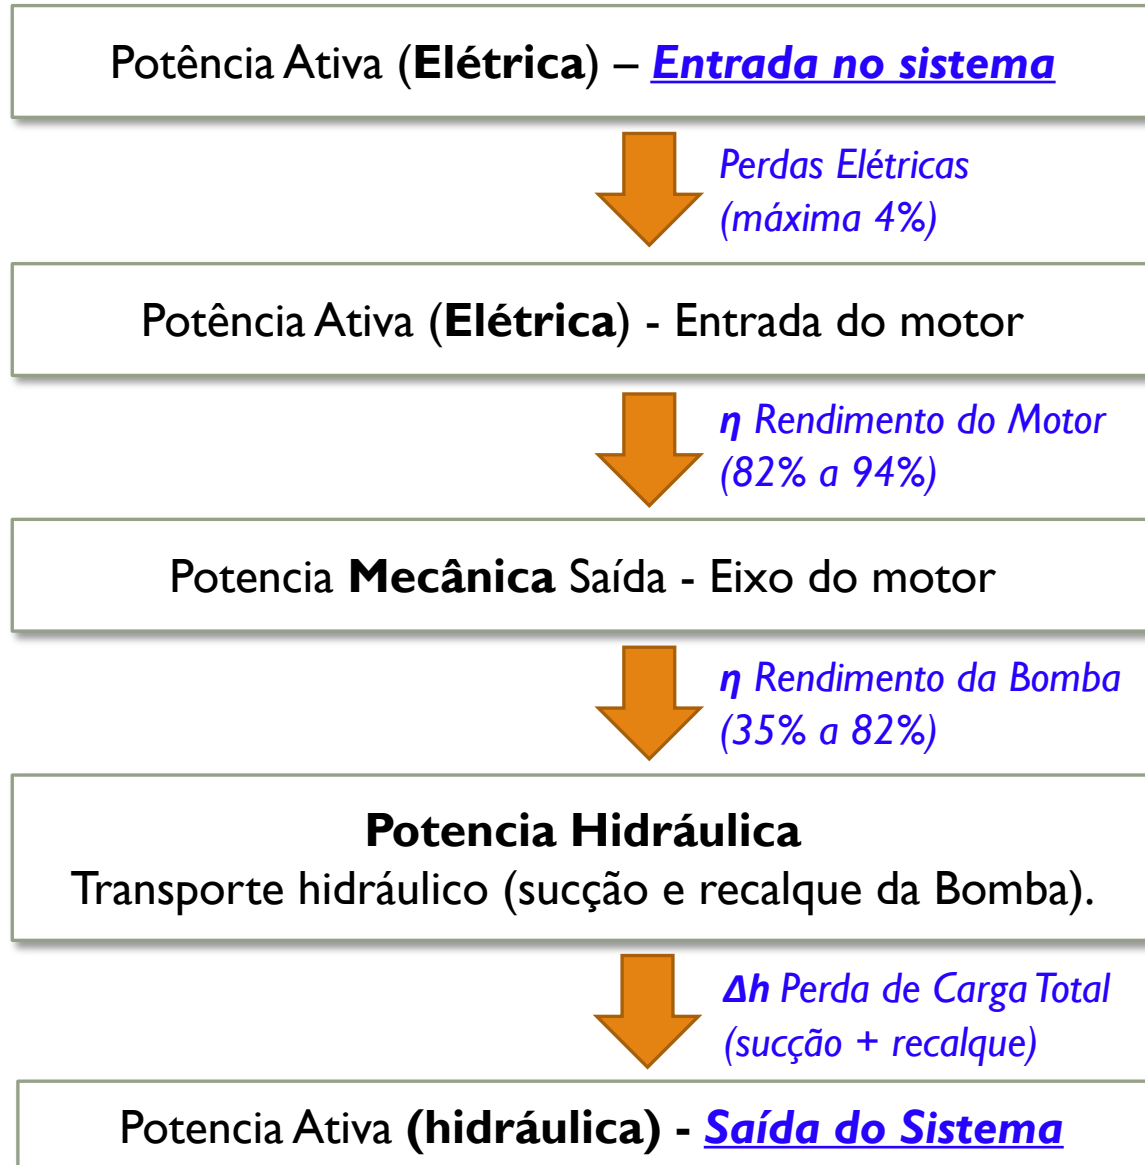 Potência Ativa (Elétrica) – Entrada no sistema
Perdas Elétricas
(máxima 4%)
Potência Ativa (Elétrica) - Entrada do motor
η Rendimento do Motor
(82% a 94%)
Potencia Mecânica Saída - Eixo do motor
η Rendimento da Bomba
(35% a 82%)
Potencia Hidráulica
Transporte hidráulico (sucção e recalque da Bomba).
Δh Perda de Carga Total
(sucção + recalque)
Potencia Ativa (hidráulica) - Saída do Sistema